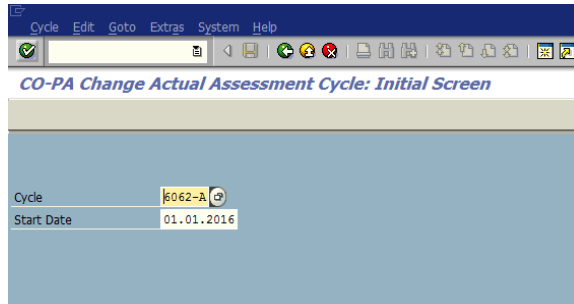 Cycle Edit Goto Extras System Help
CO-PA Change Actual Assessment Cycle: Initial Screen
Cycle 6062-A
Start Date 01.01.2016